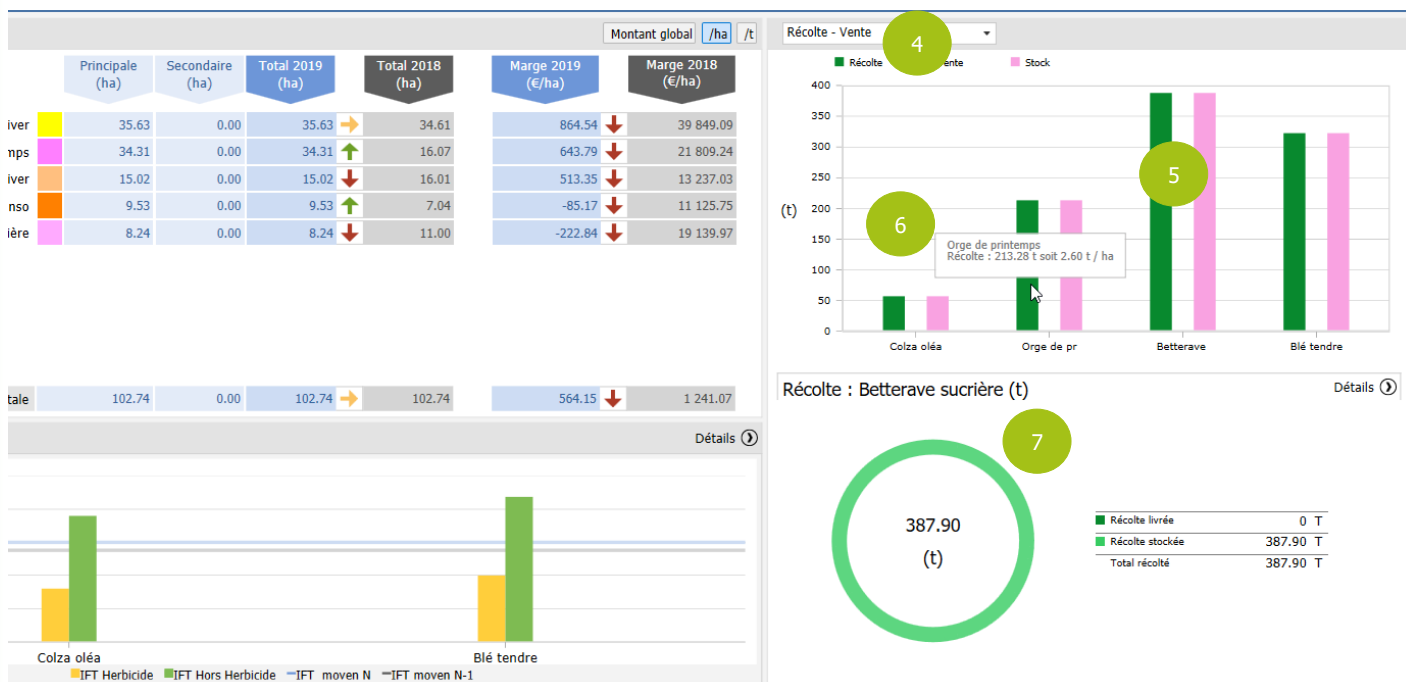 Montant global /ha /t
Principale (ha) Secondaire (ha) Total 2019 (ha) Total 2018 (ha) Marge 2019 (€/ha) Marge 2018 (€/ha)
iver 35.63 0.00 35.63 34.61 864.54 39 849.09
mps 34.31 0.00 34.31 16.07 643.79 21 809.24
iver 15.02 0.00 15.02 16.01 513.35 13 237.03
nso 9.53 0.00 9.53 7.04 -85.17 11 125.75
ière 8.24 0.00 8.24 11.00 -222.84 19 139.97
tale 102.74 0.00 102.74 102.74 564.15 1 241.07
Détails
Colza oléa Blé tendre
IFT Herbicide IFT Hors Herbicide IFT moyen N IFT moyen N-1
Récolte - Vente
4
Récolte ente Stock
400
350
300
250
200
150
100
50
0
(t)
5
6
Orge de printemps
Récolte : 213.28 t soit 2.60 t / ha
Colza oléa Orge de pr Betterave Blé tendre
Récolte : Betterave sucrière (t) Détails
7
387.90
(t)
Récolte livrée 0 T
Récolte stockée 387.90 T
Total récolté 387.90 T